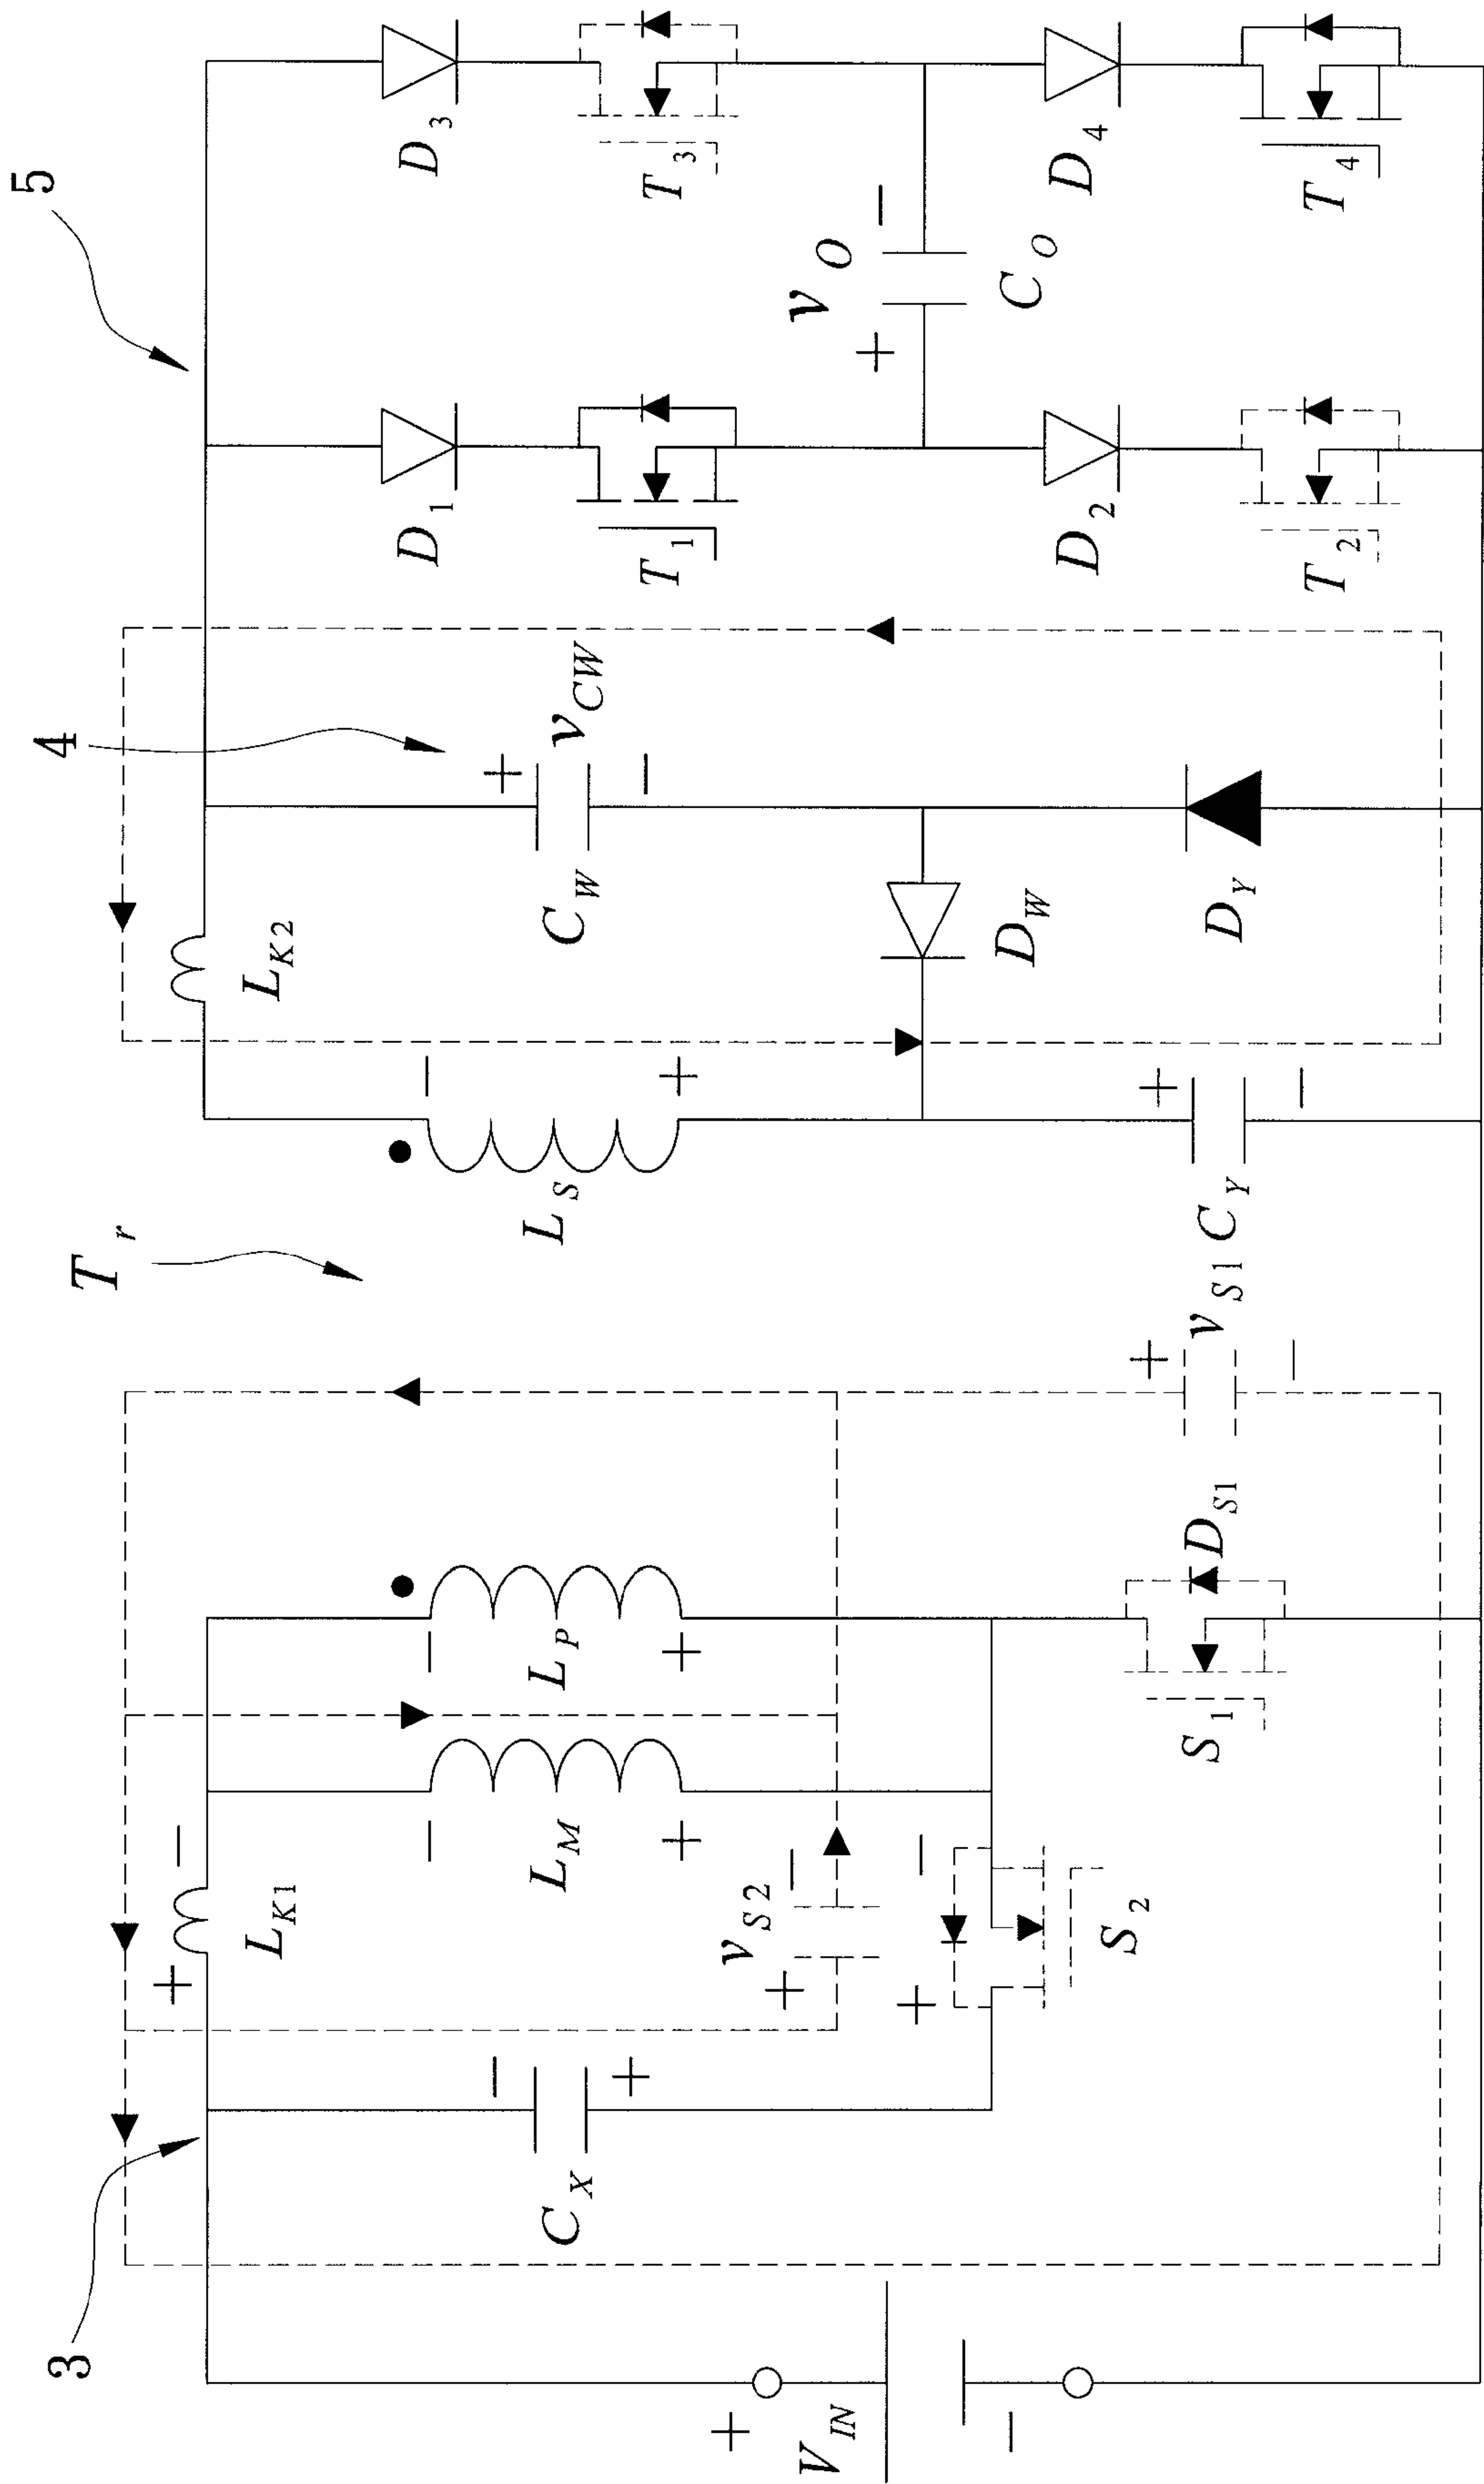 5
D3
T3
D4
T4
vO
+
−
CO
D1
T1
D2
T2
4
+
vCW
−
CW
LK2
DW
DY
Tr
−
LS
+
+
CY
−
+
vS1
−
DS1
S1
−
LP
+
−
LM
+
+
LK1
−
+
vS2
−
+
−
S2
−
CX
+
3
+
VIN
−